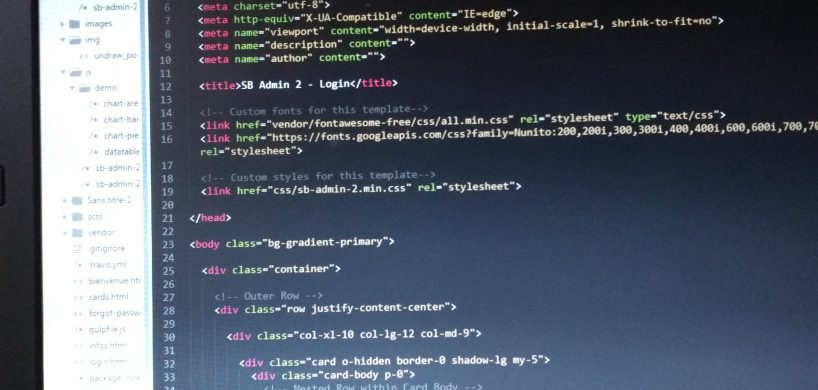 sb-admin-2
images
img
undraw_po
js
demo
chart-are
chart-bar
chart-pie
datatable
sb-admin-2
sb-admin-2
Sans titre-1
scss
vendor
.gitignore
.travis.yml
bienvenue.htr
cards.html
forgot-passw
gulpfile.js
infos.html
login.html
package-lock
6 <meta charset="utf-8">
7 <meta http-equiv="X-UA-Compatible" content="IE=edge">
8 <meta name="viewport" content="width=device-width, initial-scale=1, shrink-to-fit=no">
9 <meta name="description" content="">
10 <meta name="author" content="">
11
12 <title>SB Admin 2 - Login</title>
13
14 <!-- Custom fonts for this template-->
15 <link href="vendor/fontawesome-free/css/all.min.css" rel="stylesheet" type="text/css">
16 <link href="https://fonts.googleapis.com/css?family=Nunito:200,200i,300,300i,400,400i,600,600i,700,70
rel="stylesheet">
17
18 <!-- Custom styles for this template-->
19 <link href="css/sb-admin-2.min.css" rel="stylesheet">
20
21 </head>
22
23 <body class="bg-gradient-primary">
24
25 <div class="container">
26
27 <!-- Outer Row -->
28 <div class="row justify-content-center">
29
30 <div class="col-xl-10 col-lg-12 col-md-9">
31
32 <div class="card o-hidden border-0 shadow-lg my-5">
33 <div class="card-body p-0">
<!-- Nested Row within Card Body -->